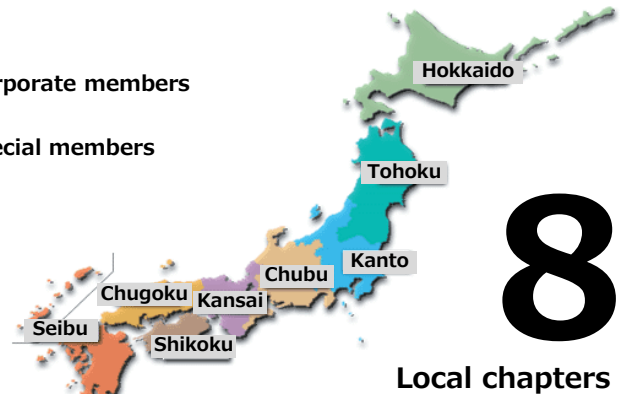 rporate members
ecial members
Hokkaido
Tohoku
Kanto
Chubu
Kansai
Chugoku
Shikoku
Seibu
8
Local chapters